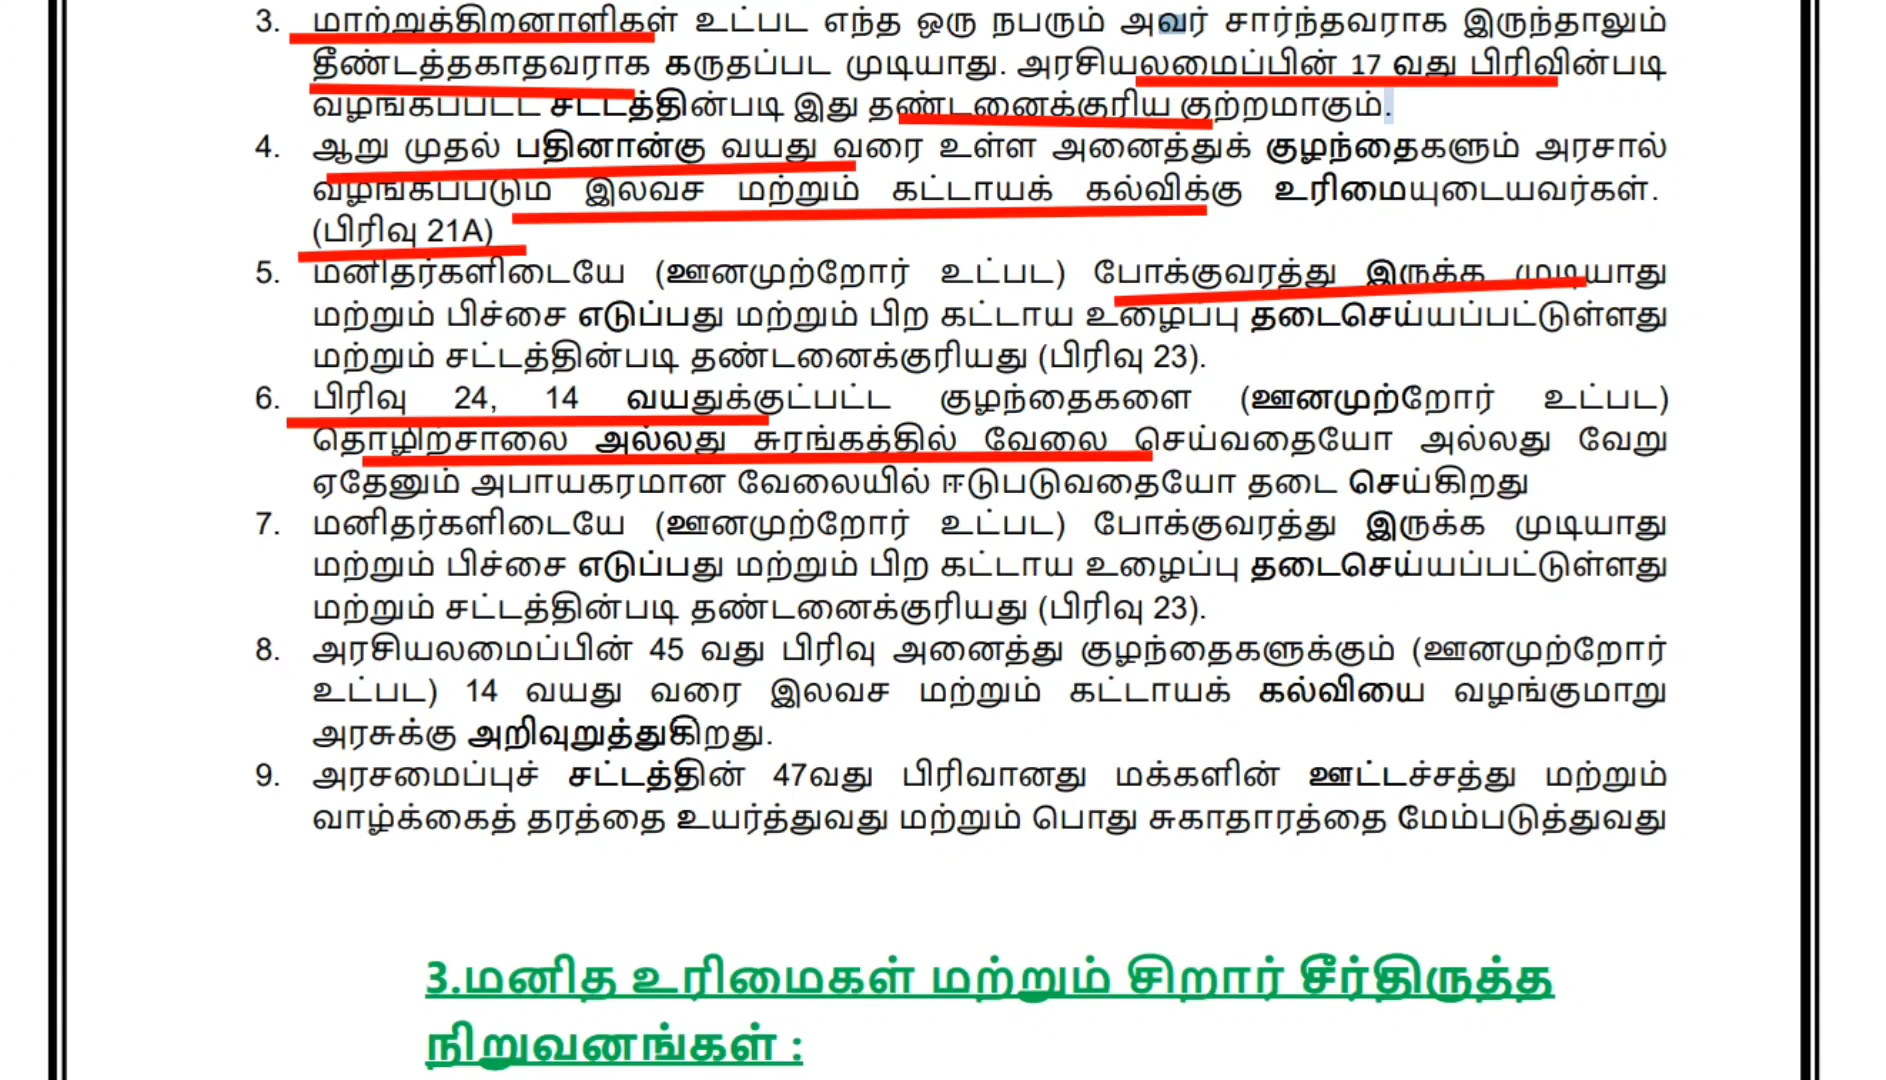 3. மாற்றுத்திறனாளிகள் உட்பட எந்த ஒரு நபரும் அவர் சார்ந்தவராக இருந்தாலும்
தீண்டத்தகாதவராக கருதப்பட முடியாது. அரசியலமைப்பின் 17 வது பிரிவின்படி
வழங்கப்பட்ட சட்டத்தின்படி இது தண்டனைக்குரிய குற்றமாகும்.
4. ஆறு முதல் பதினான்கு வயது வரை உள்ள அனைத்துக் குழந்தைகளும் அரசால்
வழங்கப்படும் இலவச மற்றும் கட்டாயக் கல்விக்கு உரிமையுடையவர்கள்.
(பிரிவு 21A)
5. மனிதர்களிடையே (ஊனமுற்றோர் உட்பட) போக்குவரத்து இருக்க முடியாது
மற்றும் பிச்சை எடுப்பது மற்றும் பிற கட்டாய உழைப்பு தடைசெய்யப்பட்டுள்ளது
மற்றும் சட்டத்தின்படி தண்டனைக்குரியது (பிரிவு 23).
6. பிரிவு 24, 14 வயதுக்குட்பட்ட குழந்தைகளை (ஊனமுற்றோர் உட்பட)
தொழிற்சாலை அல்லது சுரங்கத்தில் வேலை செய்வதையோ அல்லது வேறு
ஏதேனும் அபாயகரமான வேலையில் ஈடுபடுவதையோ தடை செய்கிறது
7. மனிதர்களிடையே (ஊனமுற்றோர் உட்பட) போக்குவரத்து இருக்க முடியாது
மற்றும் பிச்சை எடுப்பது மற்றும் பிற கட்டாய உழைப்பு தடைசெய்யப்பட்டுள்ளது
மற்றும் சட்டத்தின்படி தண்டனைக்குரியது (பிரிவு 23).
8. அரசியலமைப்பின் 45 வது பிரிவு அனைத்து குழந்தைகளுக்கும் (ஊனமுற்றோர்
உட்பட) 14 வயது வரை இலவச மற்றும் கட்டாயக் கல்வியை வழங்குமாறு
அரசுக்கு அறிவுறுத்துகிறது.
9. அரசமைப்புச் சட்டத்தின் 47வது பிரிவானது மக்களின் ஊட்டச்சத்து மற்றும்
வாழ்க்கைத் தரத்தை உயர்த்துவது மற்றும் பொது சுகாதாரத்தை மேம்படுத்துவது
3.மனித உரிமைகள் மற்றும் சிறார் சீர்திருத்த
நிறுவனங்கள் :